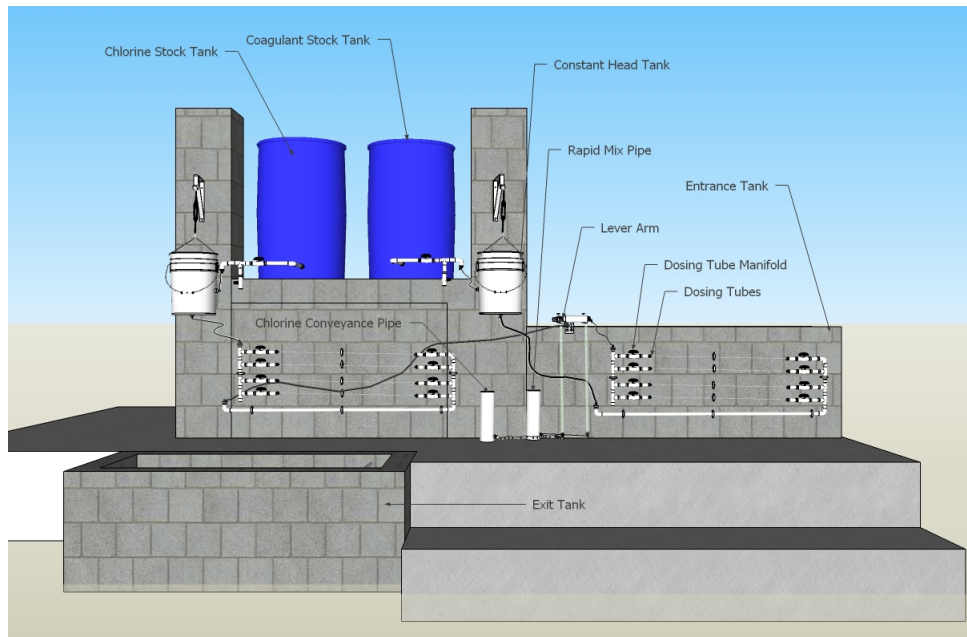 Coagulant Stock Tank
Chlorine Stock Tank
Constant Head Tank
Rapid Mix Pipe
Entrance Tank
Lever Arm
Dosing Tube Manifold
Dosing Tubes
Chlorine Conveyance Pipe
Exit Tank